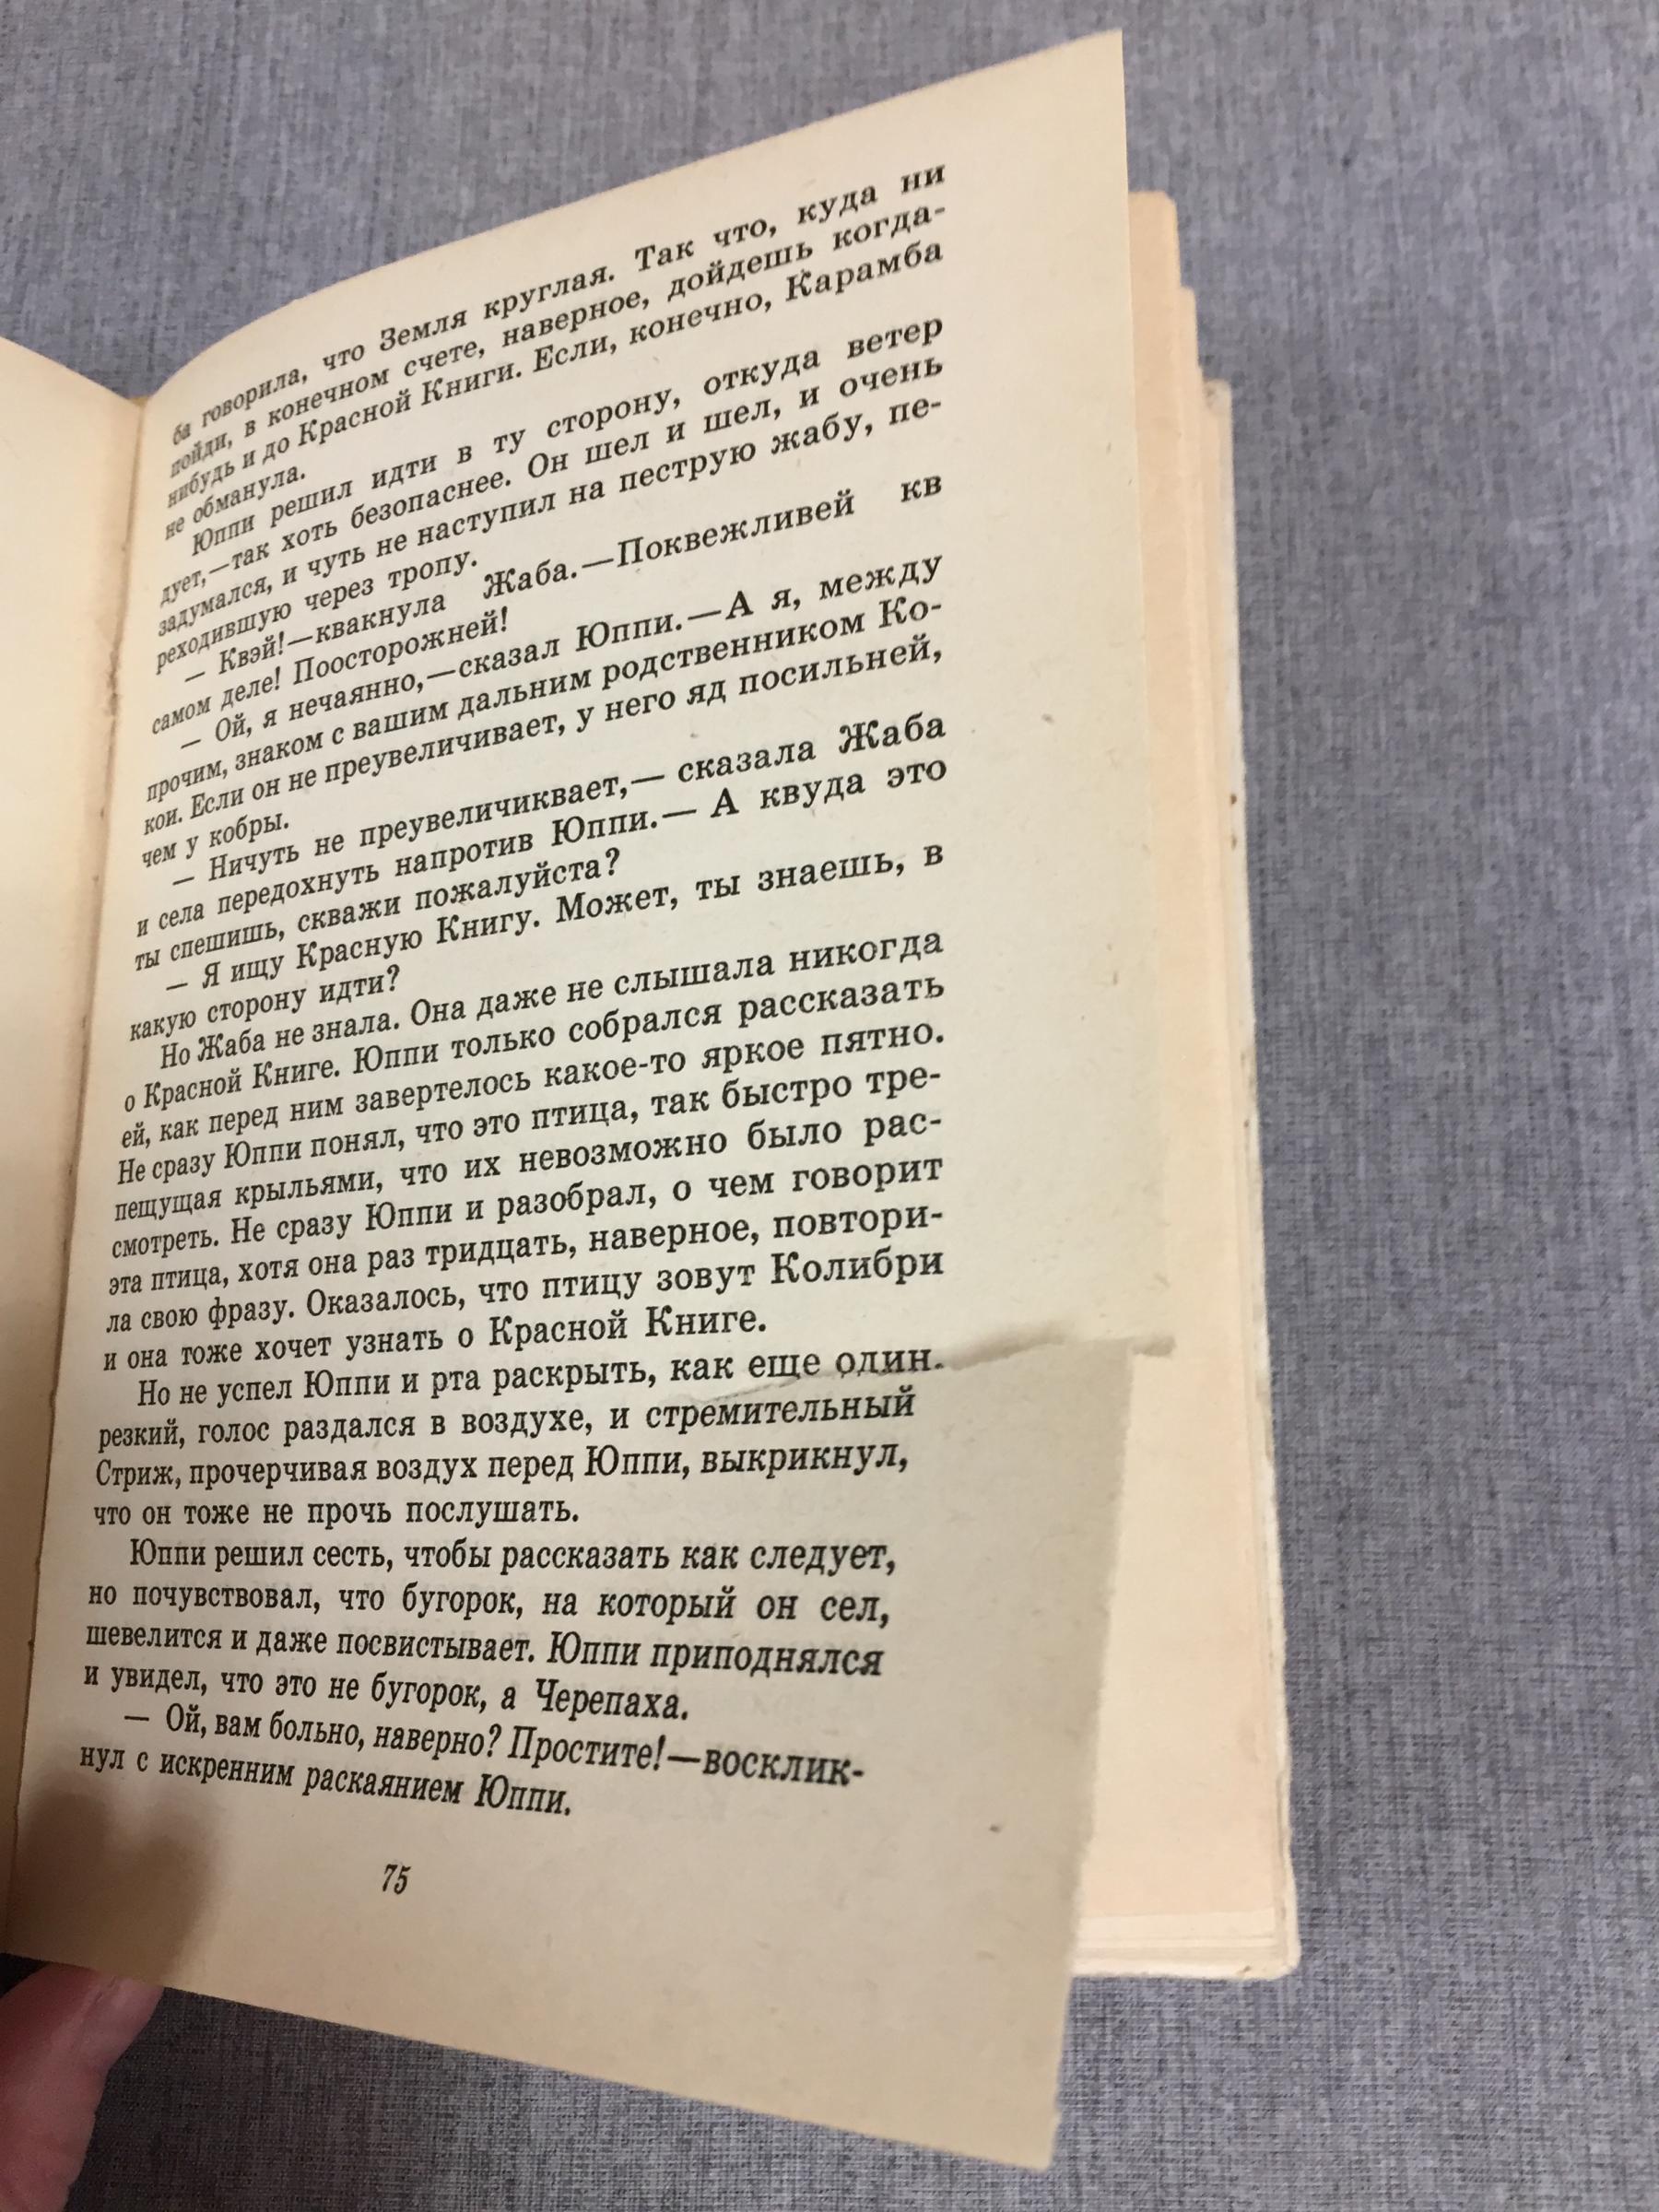 ба говорила, что Земля круглая. Так что, куда ни
пойди, в конечном счете, наверное, дойдешь когда-
нибудь и до Красной Книги. Если, конечно, Карамба
не обманула.
Юппи решил идти в ту сторону, откуда ветер
дует,—так хоть безопаснее. Он шел и шел, и очень
задумался, и чуть не наступил на пеструю жабу, пе-
реходившую через тропу.
— Квэй!—квакнула Жаба.—Поквежливей кв
самом деле! Поосторожней!
— Ой, я нечаянно,—сказал Юппи.—А я, между
прочим, знаком с вашим дальним родственником Ко-
кои. Если он не преувеличивает, у него яд посильней,
чем у кобры.
— Ничуть не преувеличиквает,— сказала Жаба
и села передохнуть напротив Юппи.— А квуда это
ты спешишь, скважи пожалуйста?
— Я ищу Красную Книгу. Может, ты знаешь, в
какую сторону идти?
Но Жаба не знала. Она даже не слышала никогда
о Красной Книге. Юппи только собрался рассказать
ей, как перед ним завертелось какое-то яркое пятно.
Не сразу Юппи понял, что это птица, так быстро тре-
пещущая крыльями, что их невозможно было рас-
смотреть. Не сразу Юппи и разобрал, о чем говорит
эта птица, хотя она раз тридцать, наверное, повтори-
ла свою фразу. Оказалось, что птицу зовут Колибри
и она тоже хочет узнать о Красной Книге.
Но не успел Юппи и рта раскрыть, как еще один.
резкий, голос раздался в воздухе, и стремительный
Стриж, прочерчивая воздух перед Юппи, выкрикнул,
что он тоже не прочь послушать.
Юппи решил сесть, чтобы рассказать как следует,
но почувствовал, что бугорок, на который он сел,
шевелится и даже посвистывает. Юппи приподнялся
и увидел, что это не бугорок, а Черепаха.
— Ой, вам больно, наверно? Простите!—восклик-
нул с искренним раскаянием Юппи.
75